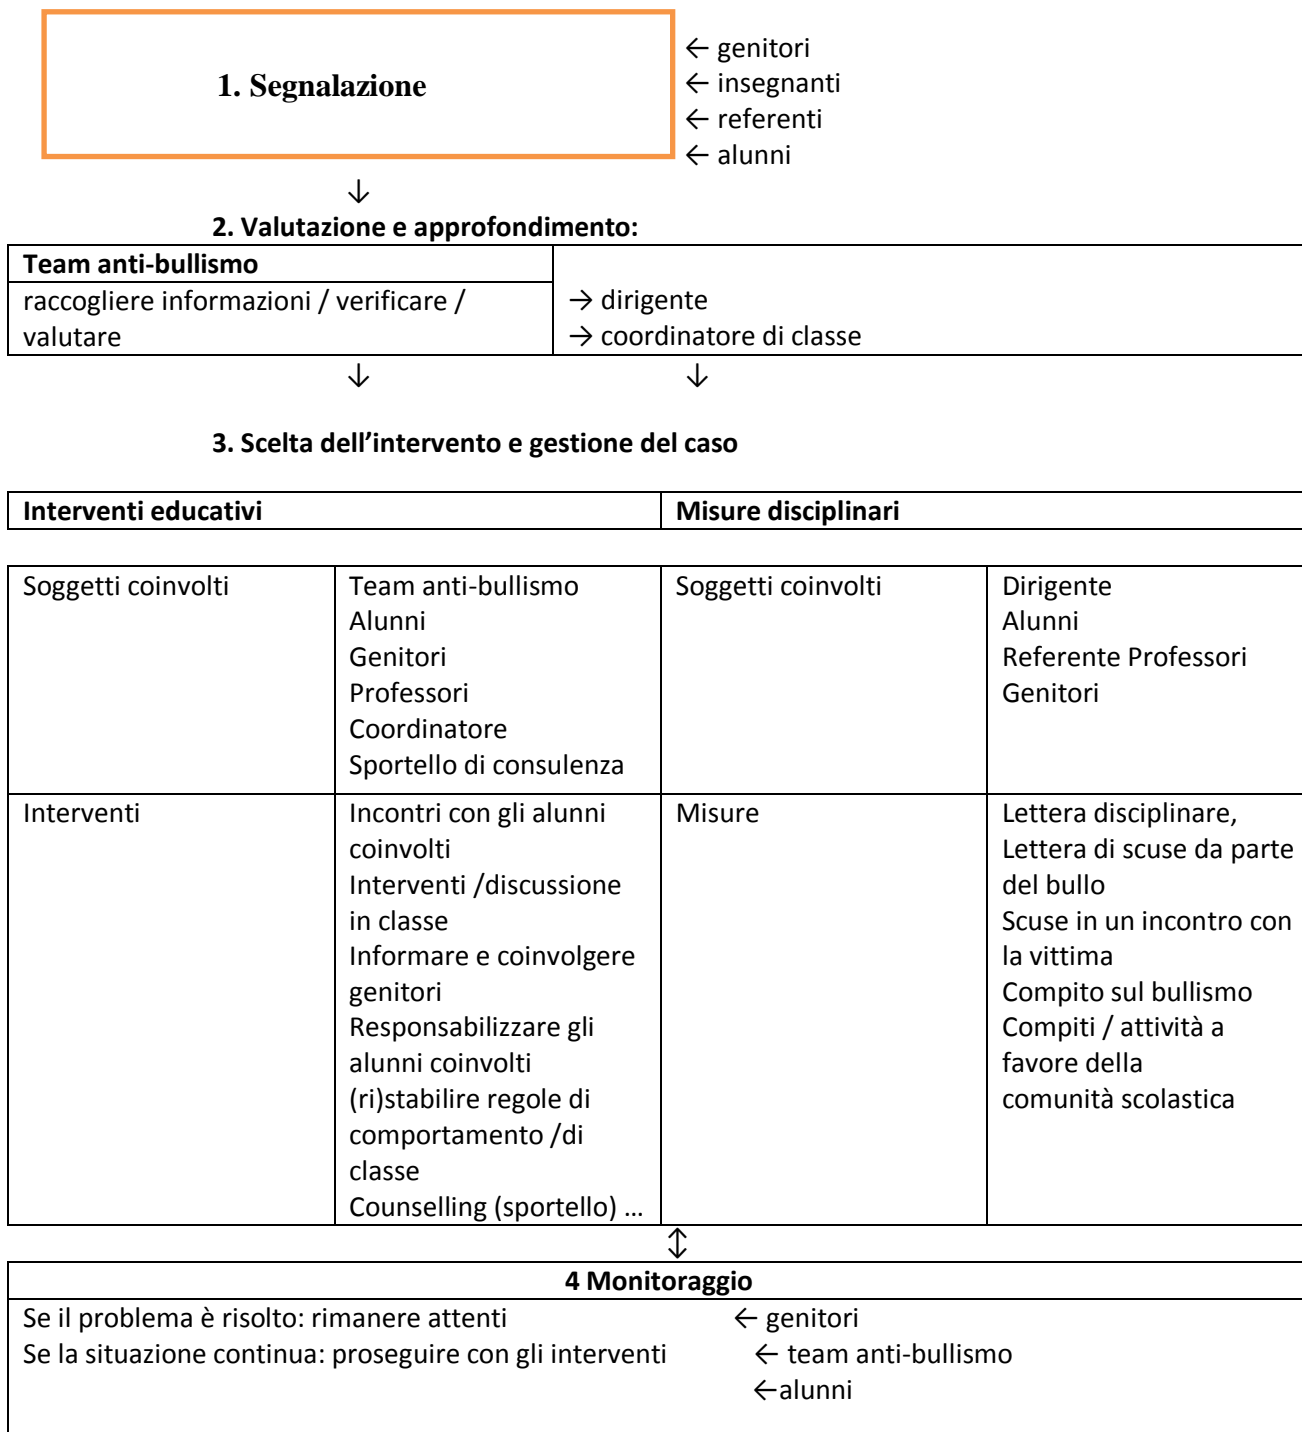 1. Segnalazione
← genitori
← insegnanti
← referenti
← alunni
↓
2. Valutazione e approfondimento:
Team anti-bullismo
raccogliere informazioni / verificare /
valutare
→ dirigente
→ coordinatore di classe
↓ ↓
3. Scelta dell’intervento e gestione del caso
Interventi educativi
Misure disciplinari
Soggetti coinvolti
Team anti-bullismo
Alunni
Genitori
Professori
Coordinatore
Sportello di consulenza
Soggetti coinvolti
Dirigente
Alunni
Referente Professori
Genitori
Interventi
Incontri con gli alunni
coinvolti
Interventi /discussione
in classe
Informare e coinvolgere
genitori
Responsabilizzare gli
alunni coinvolti
(ri)stabilire regole di
comportamento /di
classe
Counselling (sportello) …
Misure
Lettera disciplinare,
Lettera di scuse da parte
del bullo
Scuse in un incontro con
la vittima
Compito sul bullismo
Compiti / attività a
favore della
comunità scolastica
↕
4 Monitoraggio
Se il problema è risolto: rimanere attenti ← genitori
Se la situazione continua: proseguire con gli interventi ← team anti-bullismo
←alunni